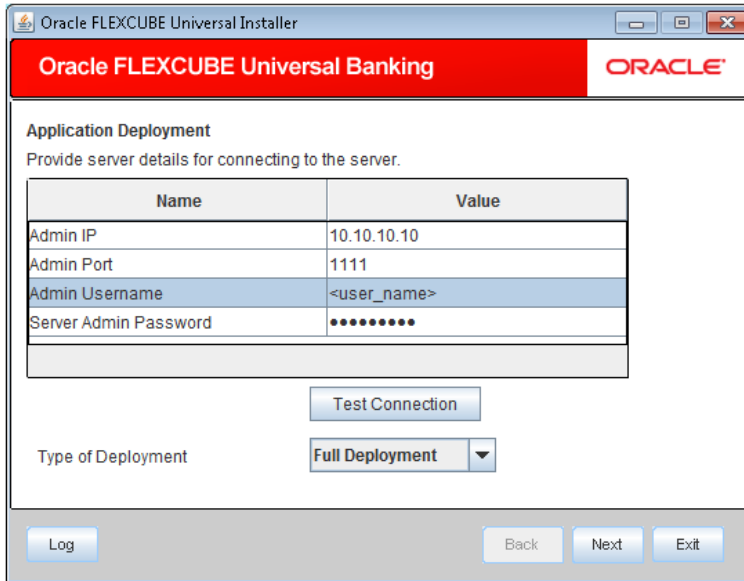 Oracle FLEXCUBE Universal Installer
Oracle FLEXCUBE Universal Banking
ORACLE
Application Deployment
Provide server details for connecting to the server.
Name Value
Admin IP 10.10.10.10
Admin Port 1111
Admin Username <user_name>
Server Admin Password •••••••••
Test Connection
Type of Deployment Full Deployment
Log Back Next Exit